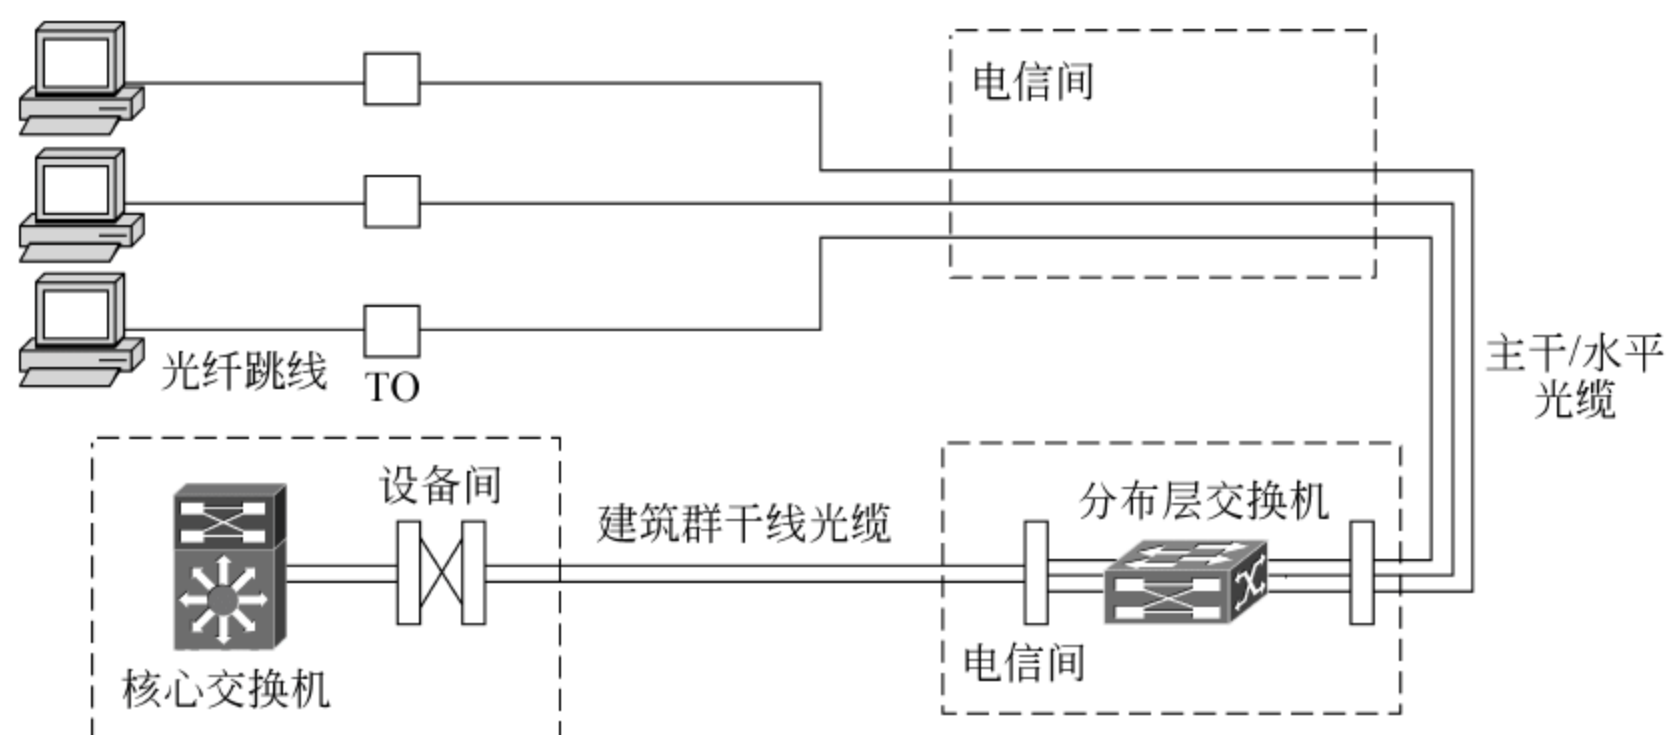 电信间
光纤跳线
TO
主干/水平
光缆
设备间
建筑群干线光缆
分布层交换机
电信间
核心交换机